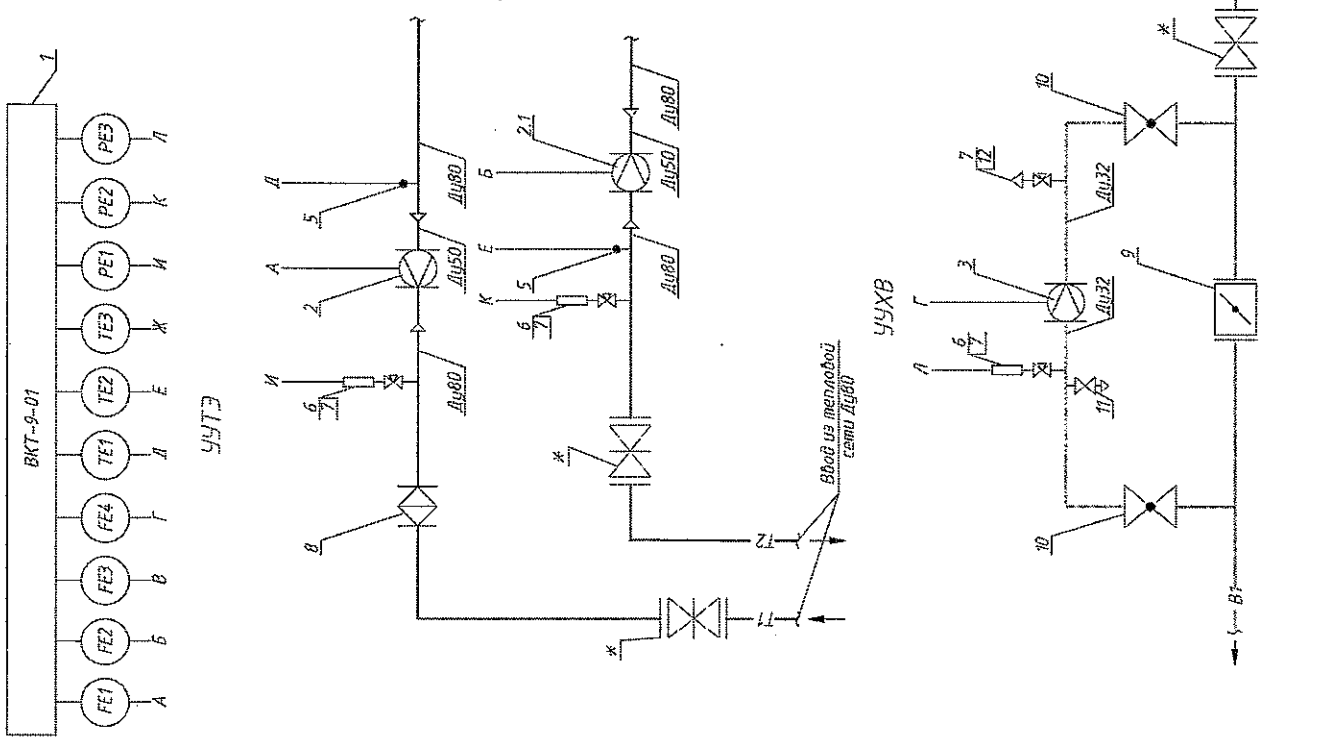 1
ВКТ-9-01
FE1
FE2
FE3
FE4
TE1
TE2
TE3
PE1
PE2
PE3
А
Б
В
Г
Д
Е
Ж
И
К
Л
УУТЭ
И
А
Д
8
6
7
2
5
Ду80
Ду50
Ду80
К
Е
Б
*
6
7
5
2.1
Ду80
Ду50
Ду80
*
Т1
Т2
Ввод из тепловой
сети Ду80
УУХВ
Л
Г
6
7
3
7
12
10
*
11
Ду32
Ду32
10
9
В1